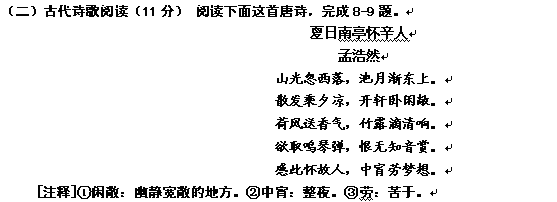 （二）古代诗歌阅读（11 分） 阅读下面这首唐诗，完成8-9 题。
夏日南亭怀辛人
孟浩然
山光忽西落，池月渐东上。
散发乘夕凉，开轩卧闲敞。
荷风送香气，竹露滴清响。
欲取鸣琴弹，恨无知音赏。
感此怀故人，中宵劳梦想。
[注释]①闲敞：幽静宽敞的地方。②中宵：整夜。③劳：苦于。